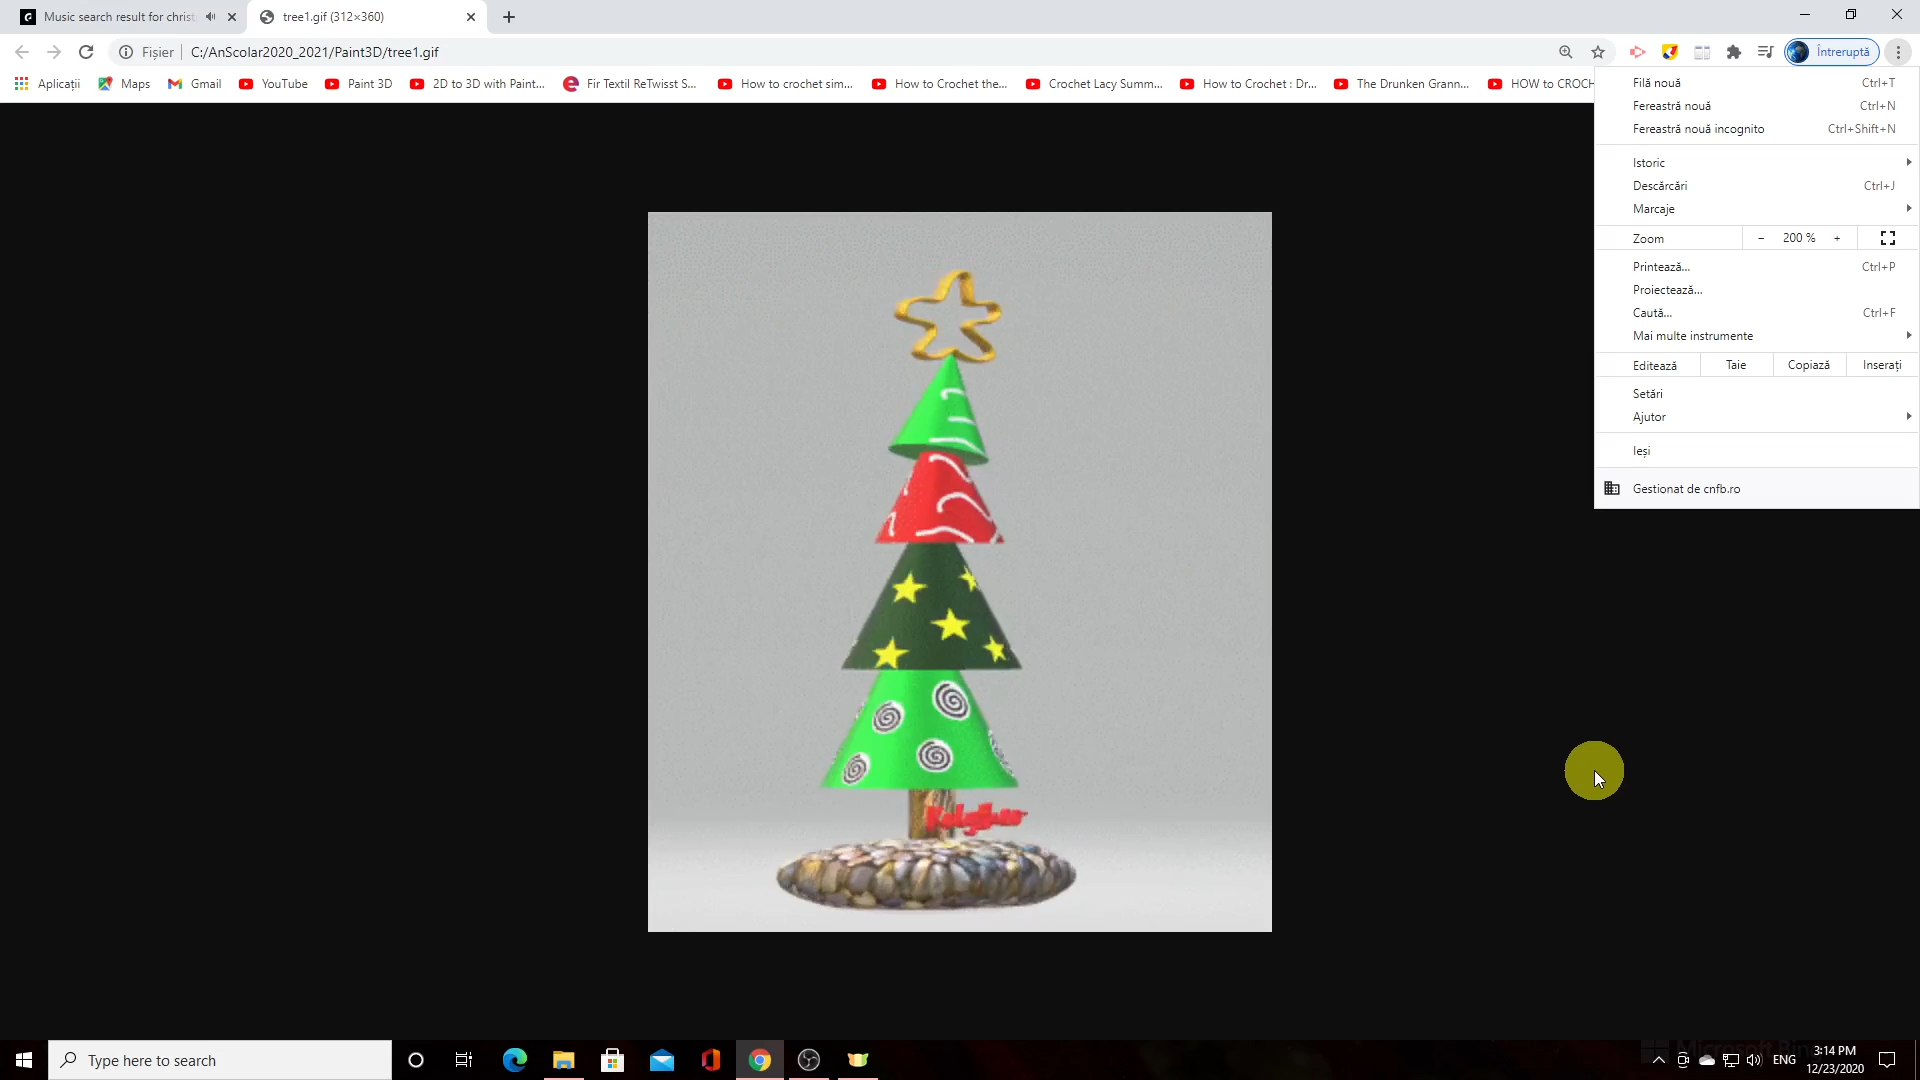 Music search result for christ
tree1.gif (312×360)
Fișier
C:/AnScolar2020_2021/Paint3D/tree1.gif
Întreruptă
Aplicații
Maps
Gmail
YouTube
Paint 3D
2D to 3D with Paint...
Fir Textil ReTwisst S...
How to crochet sim...
How to Crochet the...
Crochet Lacy Summ...
How to Crochet : Dr...
The Drunken Grann...
HOW to CROCH
Filă nouă Ctrl+T
Fereastră nouă Ctrl+N
Fereastră nouă incognito Ctrl+Shift+N
Istoric
Descărcări Ctrl+J
Marcaje
Zoom − 200 % +
Printează... Ctrl+P
Proiectează...
Caută... Ctrl+F
Mai multe instrumente
Editează Taie Copiază Inserați
Setări
Ajutor
Ieși
Gestionat de cnfb.ro
Type here to search
ENG
3:14 PM
12/23/2020